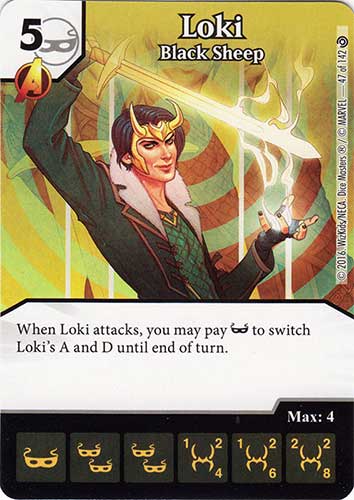 5
Loki
Black Sheep
© 2016 WizKids/NECA. Dice Masters ® / © MARVEL — 47 of 142
When Loki attacks, you may pay to switch
Loki's A and D until end of turn.
Max: 4
1 2 4
1 2 6
2 2 8